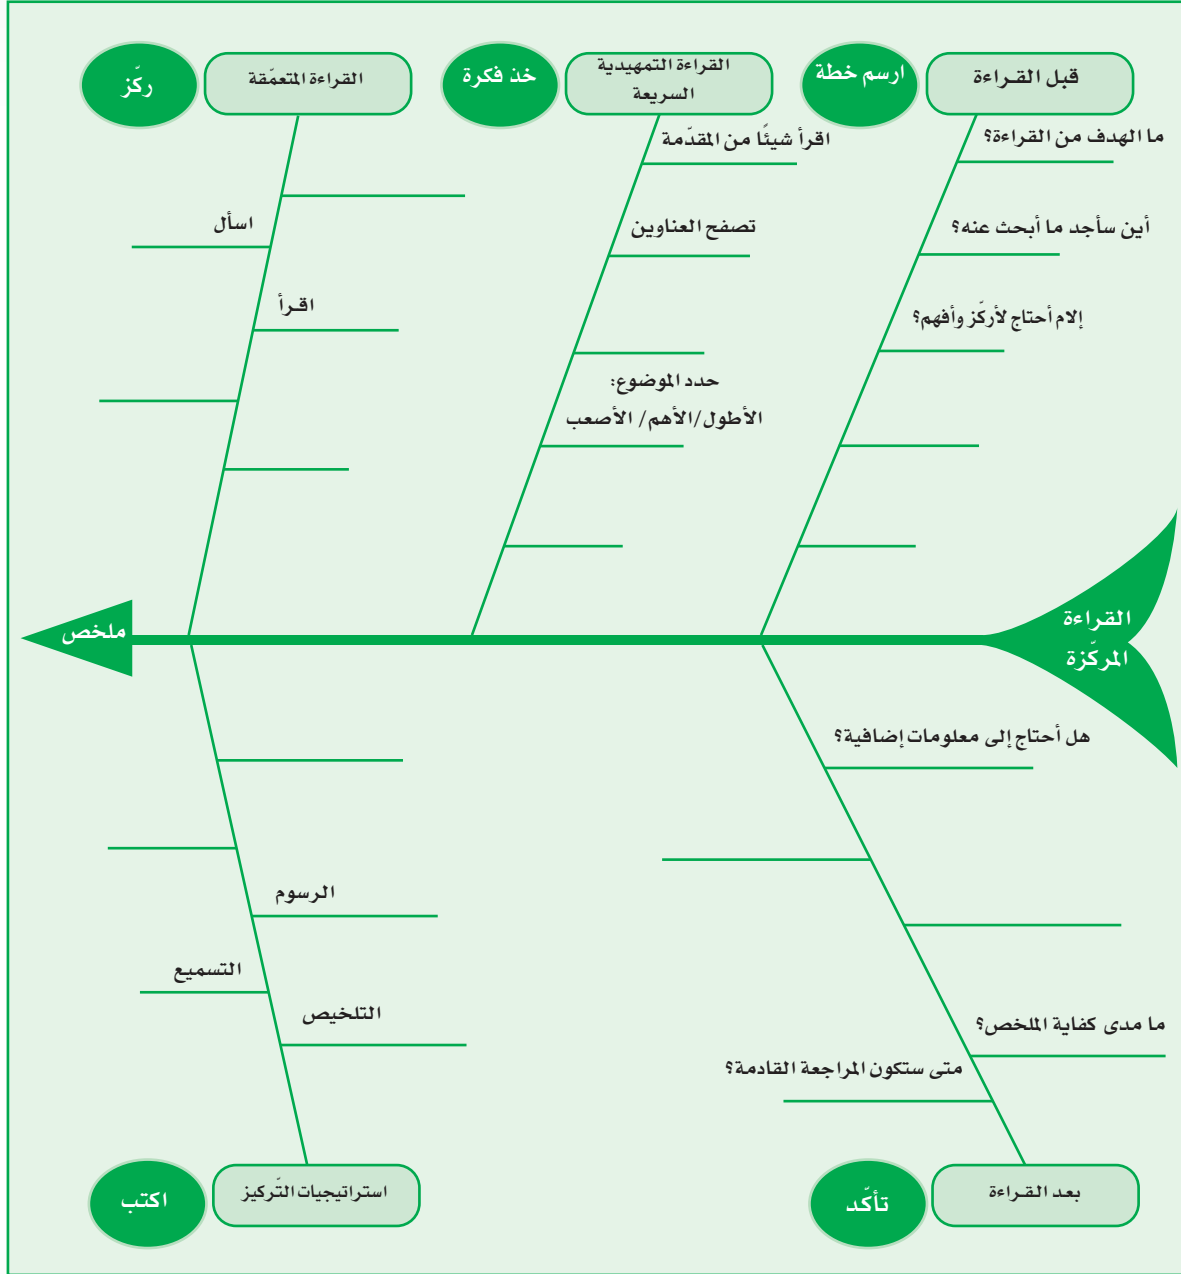 قبل القراءة
ارسم خطة
القراءة التمهيدية
السريعة
خذ فكرة
القراءة المتعمّقة
ركّز
ما الهدف من القراءة؟
أين سأجد ما أبحث عنه؟
إلام أحتاج لأركّز وأفهم؟
اقرأ شيئًا من المقدّمة
تصفح العناوين
حدد الموضوع:
الأطول/الأهم/ الأصعب
اسأل
اقرأ
القراءة
المركّزة
ملخص
هل أحتاج إلى معلومات إضافية؟
ما مدى كفاية الملخص؟
متى ستكون المراجعة القادمة؟
الرسوم
التسميع
التلخيص
بعد القراءة
تأكّد
استراتيجيات التّركيز
اكتب